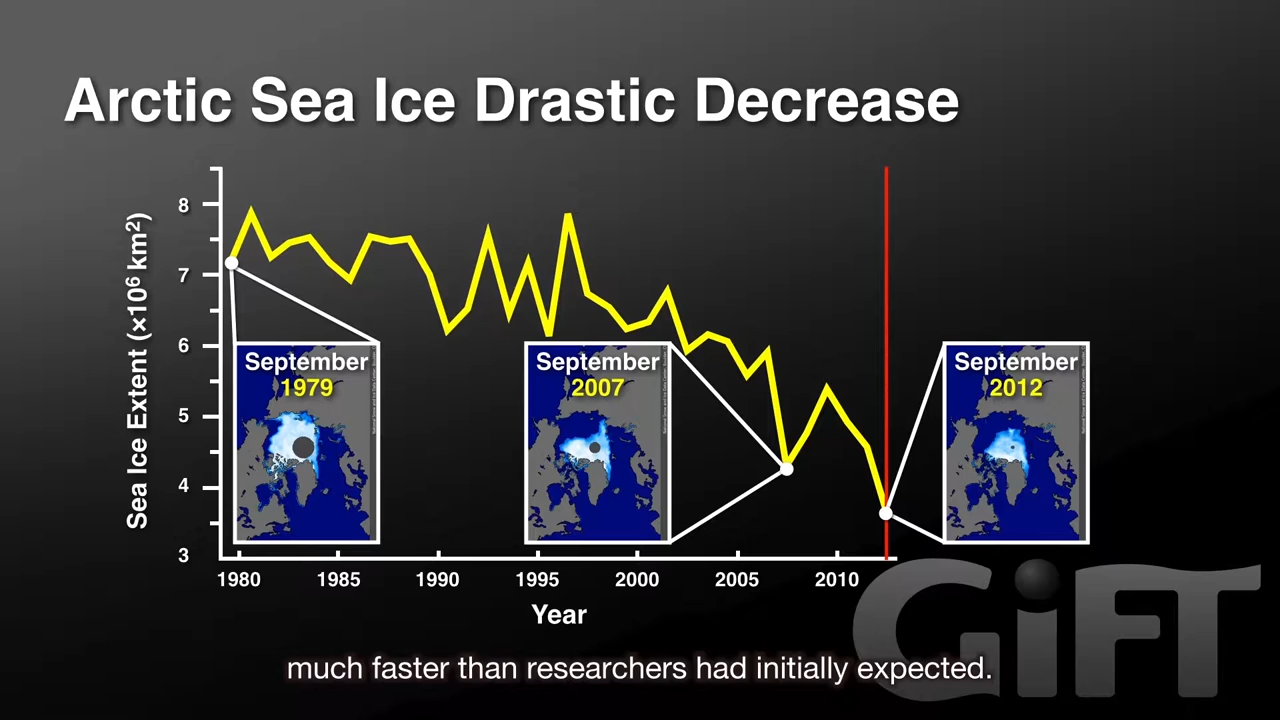 Arctic Sea Ice Drastic Decrease
Sea Ice Extent (×10⁶ km²)
8
7
6
5
4
3
September
1979
September
2007
September
2012
1980 1985 1990 1995 2000 2005 2010
Year
GiFT
much faster than researchers had initially expected.